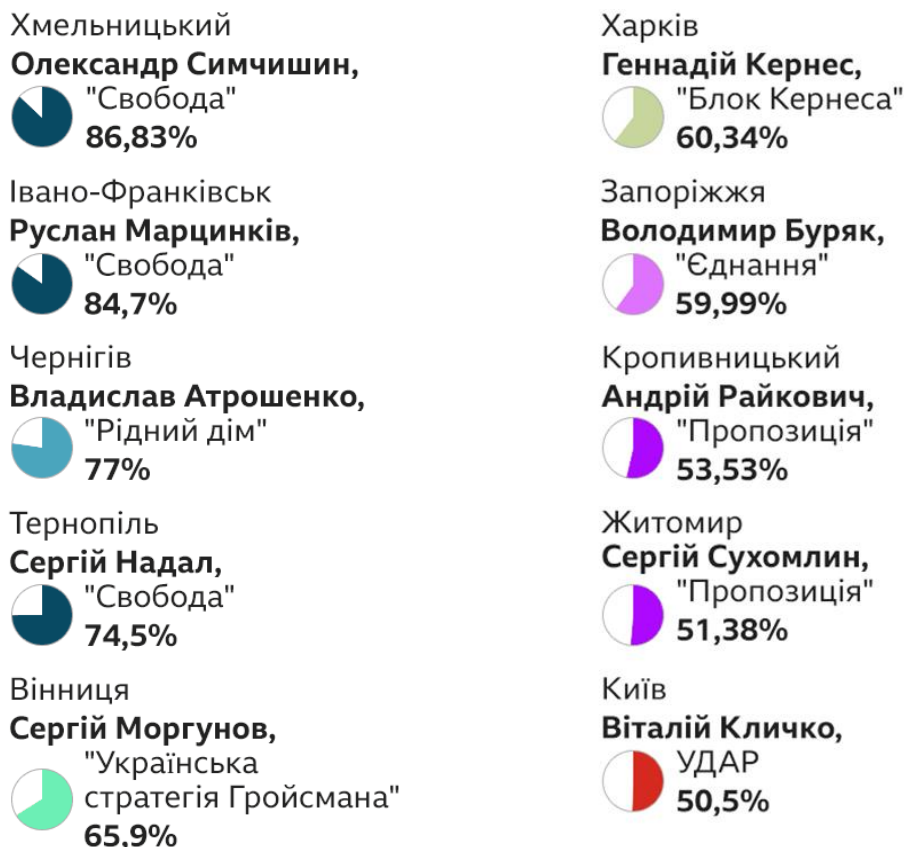 Хмельницький
Олександр Симчишин,
"Свобода"
86,83%
Івано-Франківськ
Руслан Марцинків,
"Свобода"
84,7%
Чернігів
Владислав Атрошенко,
"Рідний дім"
77%
Тернопіль
Сергій Надал,
"Свобода"
74,5%
Вінниця
Сергій Моргунов,
"Українська
стратегія Гройсмана"
65,9%
Харків
Геннадій Кернес,
"Блок Кернеса"
60,34%
Запоріжжя
Володимир Буряк,
"Єднання"
59,99%
Кропивницький
Андрій Райкович,
"Пропозиція"
53,53%
Житомир
Сергій Сухомлин,
"Пропозиція"
51,38%
Київ
Віталій Кличко,
УДАР
50,5%